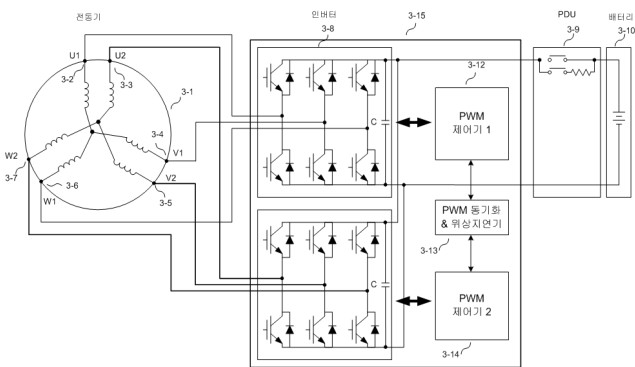 전동기
인버터
3-8
3-15
PDU
3-9
배터리
3-10
U1
U2
3-2
3-3
3-1
3-4
V1
W2
3-7
3-6
W1
V2
3-5
C
3-12
PWM
제어기 1
PWM 동기화
& 위상지연기
3-13
C
PWM
제어기 2
3-14